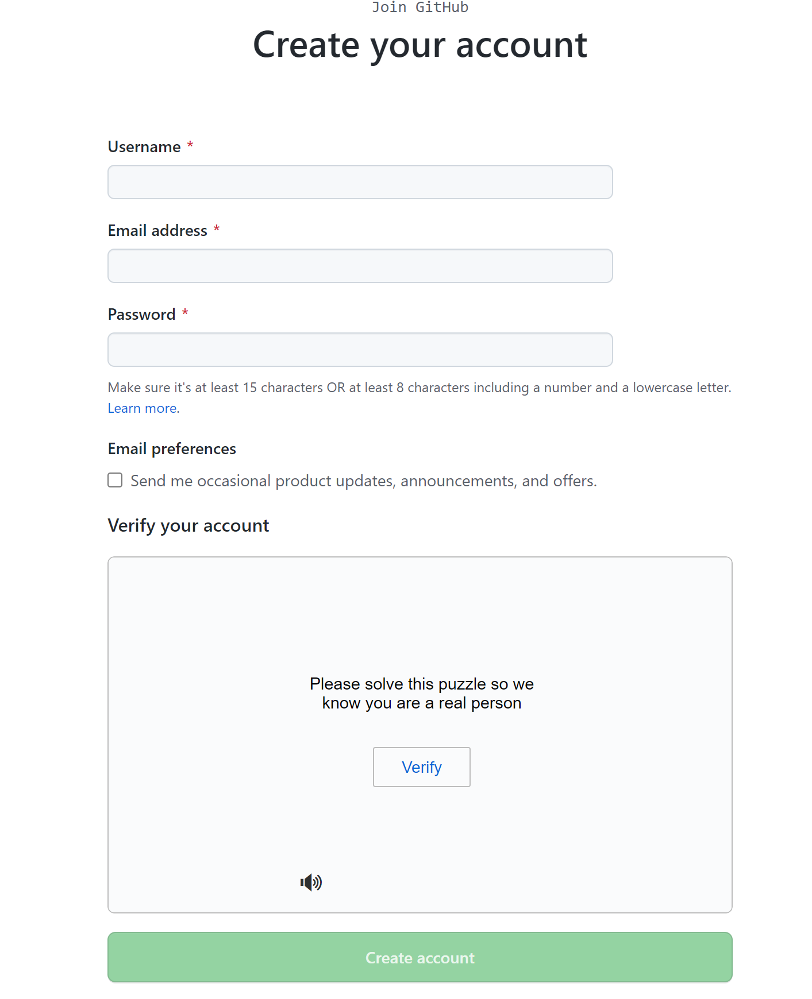 Join GitHub
Create your account
Username *
Email address *
Password *
Make sure it's at least 15 characters OR at least 8 characters including a number and a lowercase letter.
Learn more.
Email preferences
Send me occasional product updates, announcements, and offers.
Verify your account
Please solve this puzzle so we
know you are a real person
Verify
Create account